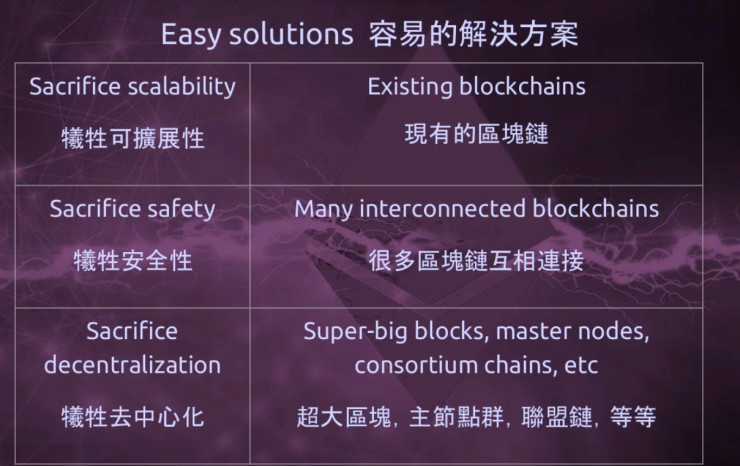 Easy solutions 容易的解決方案
Sacrifice scalability
犧牲可擴展性
Existing blockchains
現有的區塊鏈
Sacrifice safety
犧牲安全性
Many interconnected blockchains
很多區塊鏈互相連接
Sacrifice
decentralization
犧牲去中心化
Super-big blocks, master nodes,
consortium chains, etc
超大區塊, 主節點群, 聯盟鏈, 等等